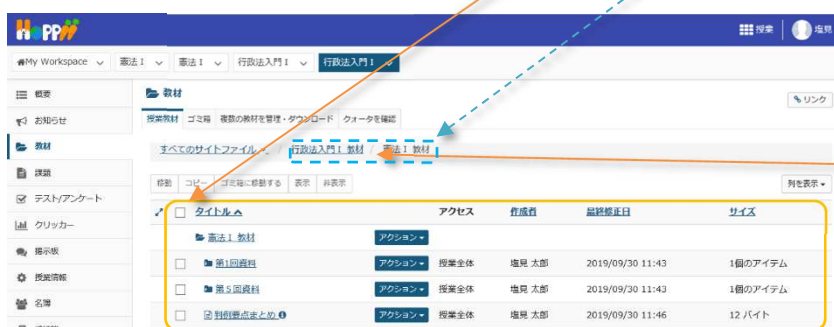 HoPPii 授業 塩見
My Workspace 憲法Ⅰ 憲法Ⅰ 行政法入門Ⅰ 行政法入門Ⅰ
概要
お知らせ
教材
課題
テスト/アンケート
クリッカー
掲示板
授業情報
名簿
教材 リンク
授業教材 ゴミ箱 複数の教材を管理・ダウンロード クォータを確認
すべてのサイトファイル / 行政法入門Ⅰ 教材 / 憲法Ⅰ 教材
移動 コピー ゴミ箱に移動する 表示 非表示 列を表示
タイトル アクセス 作成者 最終修正日 サイズ
憲法Ⅰ 教材 アクション
第1回資料 アクション 授業全体 塩見 太郎 2019/09/30 11:43 1個のアイテム
第5回資料 アクション 授業全体 塩見 太郎 2019/09/30 11:43 1個のアイテム
判例要点まとめ アクション 授業全体 塩見 太郎 2019/09/30 11:46 12 バイト